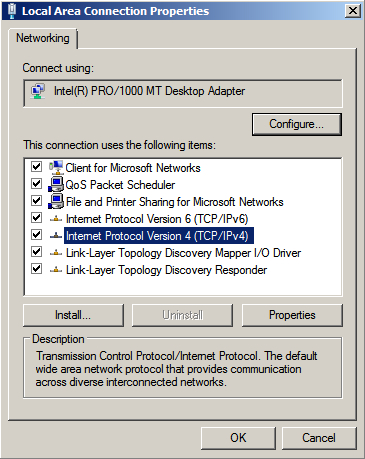 Local Area Connection Properties
Networking
Connect using:
Intel(R) PRO/1000 MT Desktop Adapter
Configure...
This connection uses the following items:
Client for Microsoft Networks
QoS Packet Scheduler
File and Printer Sharing for Microsoft Networks
Internet Protocol Version 6 (TCP/IPv6)
Internet Protocol Version 4 (TCP/IPv4)
Link-Layer Topology Discovery Mapper I/O Driver
Link-Layer Topology Discovery Responder
Install... Uninstall Properties
Description
Transmission Control Protocol/Internet Protocol. The default
wide area network protocol that provides communication
across diverse interconnected networks.
OK Cancel